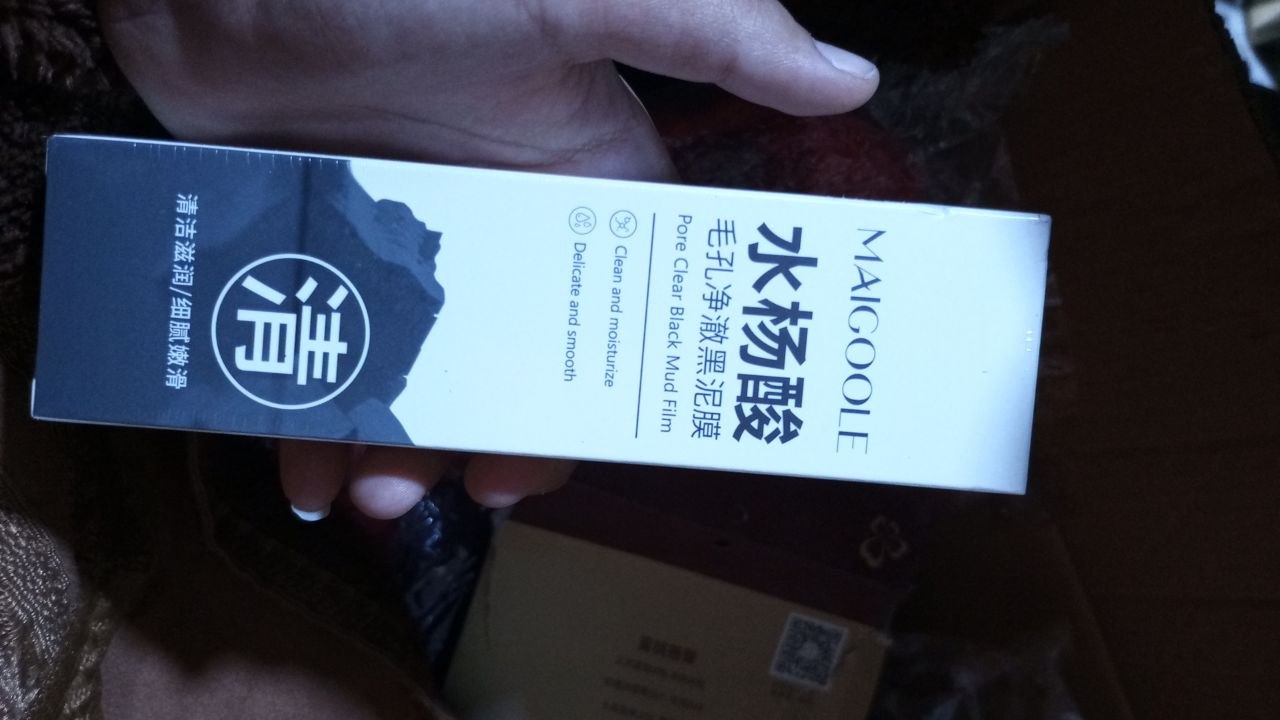 MAIGOOLE
水杨酸
毛孔净澈黑泥膜
Pore Clear Black Mud Film
Clean and moisturize
Delicate and smooth
清
清洁滋润/细腻嫩滑